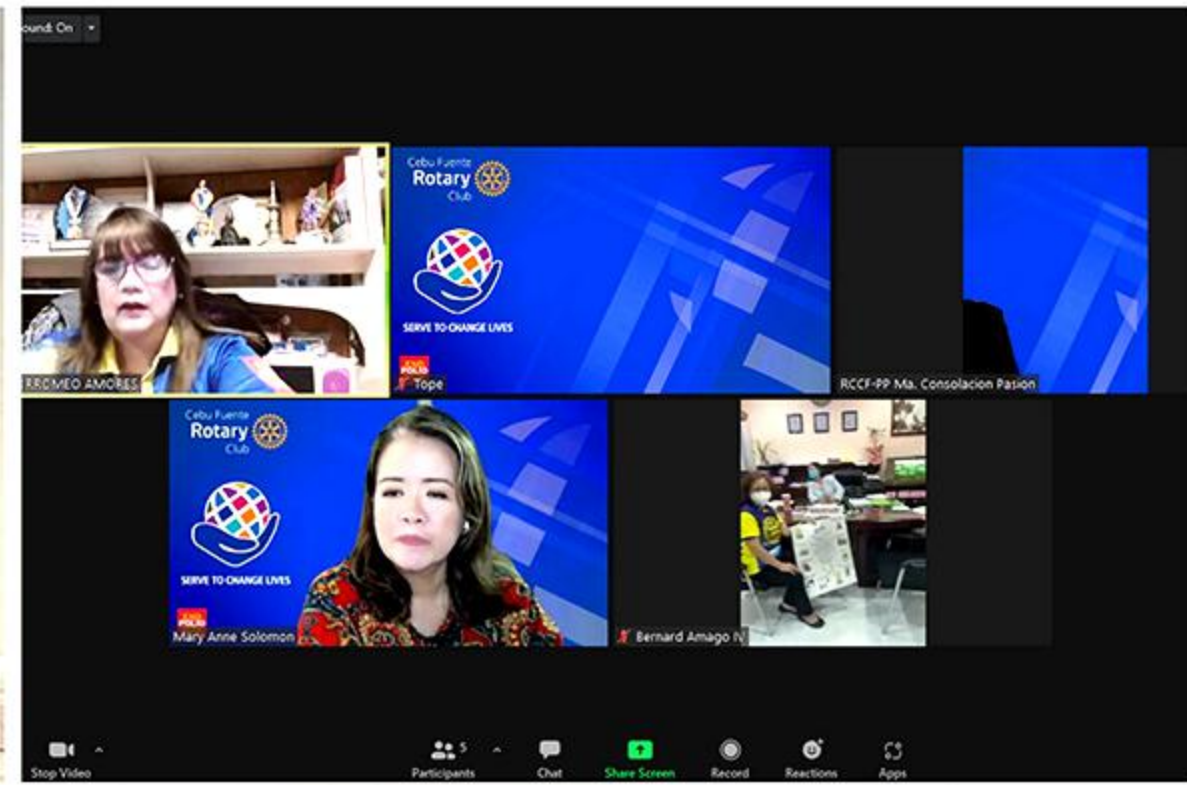 ound: On
Cebu Fuente
Rotary
Club
SERVE TO CHANGE LIVES
END
POLIO
Tope
AMORES
RCCF-PP Ma. Consolacion Pasion
Cebu Fuente
Rotary
Club
SERVE TO CHANGE LIVES
END
POLIO
Mary Anne Solomon
Bernard Amago IV
Stop Video
5
Participants
Chat
Share Screen
Record
Reactions
Apps